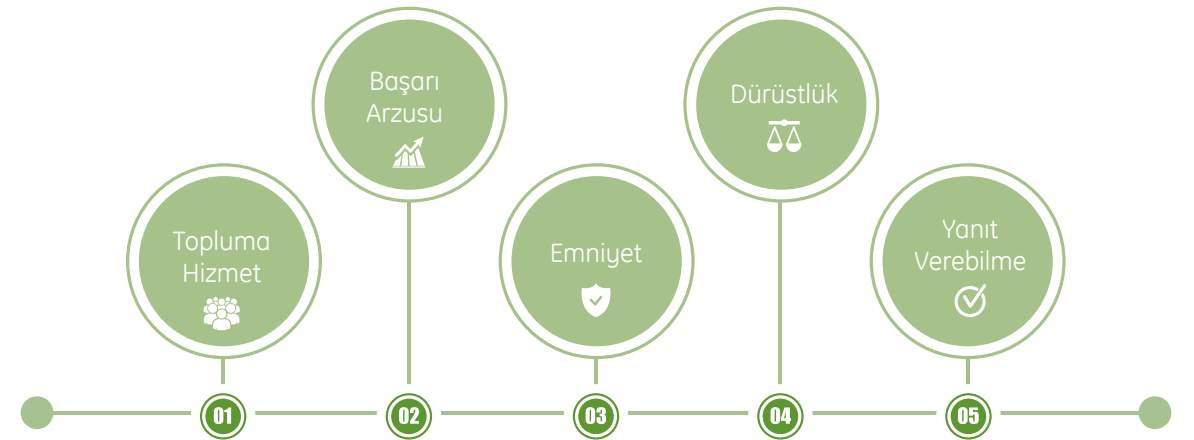 Topluma
Hizmet
01
Başarı
Arzusu
02
Emniyet
03
Dürüstlük
04
Yanıt
Verebilme
05